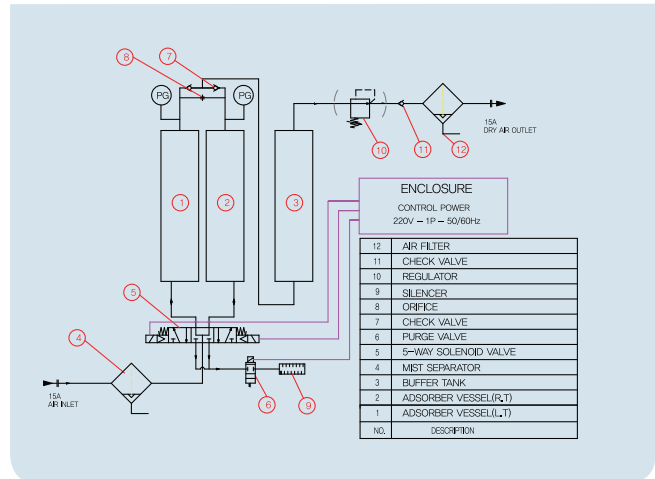 7
8
PG
PG
15A
DRY AIR OUTLET
10
11
12
1
2
3
ENCLOSURE
CONTROL POWER
220V - 1P - 50/60Hz
5
4
15A
AIR INLET
6
9
12 AIR FILTER
11 CHECK VALVE
10 REGULATOR
9 SILENCER
8 ORIFICE
7 CHECK VALVE
6 PURGE VALVE
5 5-WAY SOLENOID VALVE
4 MIST SEPARATOR
3 BUFFER TANK
2 ADSORBER VESSEL(R.T)
1 ADSORBER VESSEL(L.T)
NO. DESCRIPTION